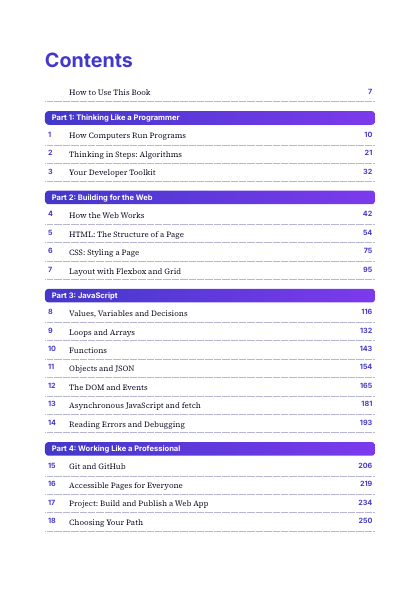 Contents
How to Use This Book 7
Part 1: Thinking Like a Programmer
1 How Computers Run Programs 10
2 Thinking in Steps: Algorithms 21
3 Your Developer Toolkit 32
Part 2: Building for the Web
4 How the Web Works 42
5 HTML: The Structure of a Page 54
6 CSS: Styling a Page 75
7 Layout with Flexbox and Grid 95
Part 3: JavaScript
8 Values, Variables and Decisions 116
9 Loops and Arrays 132
10 Functions 143
11 Objects and JSON 154
12 The DOM and Events 165
13 Asynchronous JavaScript and fetch 181
14 Reading Errors and Debugging 193
Part 4: Working Like a Professional
15 Git and GitHub 206
16 Accessible Pages for Everyone 219
17 Project: Build and Publish a Web App 234
18 Choosing Your Path 250